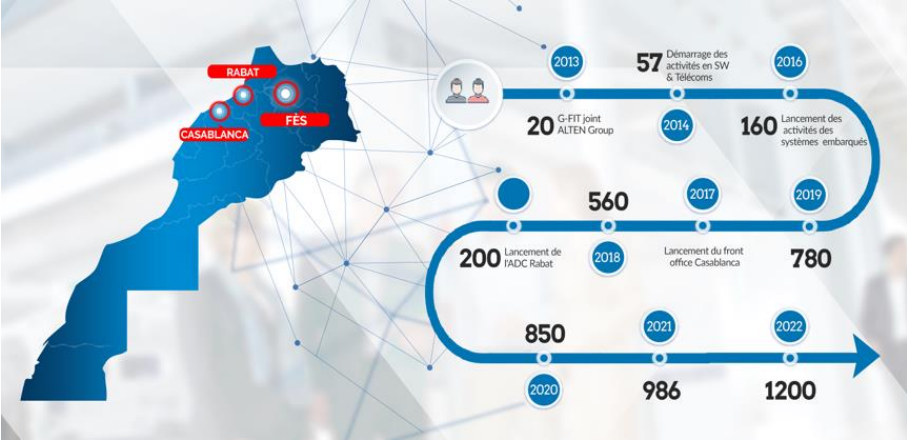 RABAT
FÈS
CASABLANCA
2013
20 G-FIT joint
ALTEN Group
57 Démarrage des
activités en SW
& Télécoms
2014
2016
160 Lancement des
activités des
systèmes embarqués
2019
780
2017
Lancement du front
office Casablanca
560
2018
200 Lancement de
l'ADC Rabat
850
2020
2021
986
2022
1200